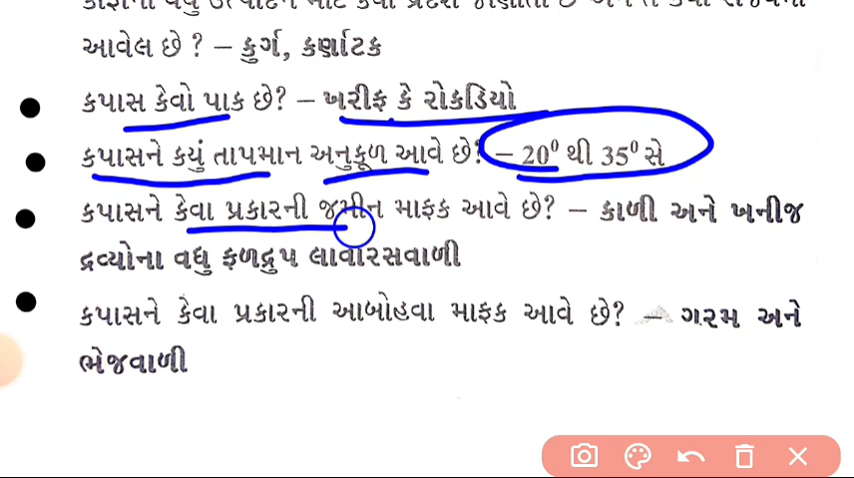 આવેલ છે ? – કુર્ગ, કર્ણાટક
કપાસ કેવો પાક છે? – ખરીફ કે રોકડિયો
કપાસને કયું તાપમાન અનુકૂળ આવે છે? – 20⁰ થી 35⁰ સે
કપાસને કેવા પ્રકારની જમીન માફક આવે છે? – કાળી અને ખનીજ
દ્રવ્યોના વધુ ફળદ્રુપ લાવારસવાળી
કપાસને કેવા પ્રકારની આબોહવા માફક આવે છે? – ગરમ અને
ભેજવાળી